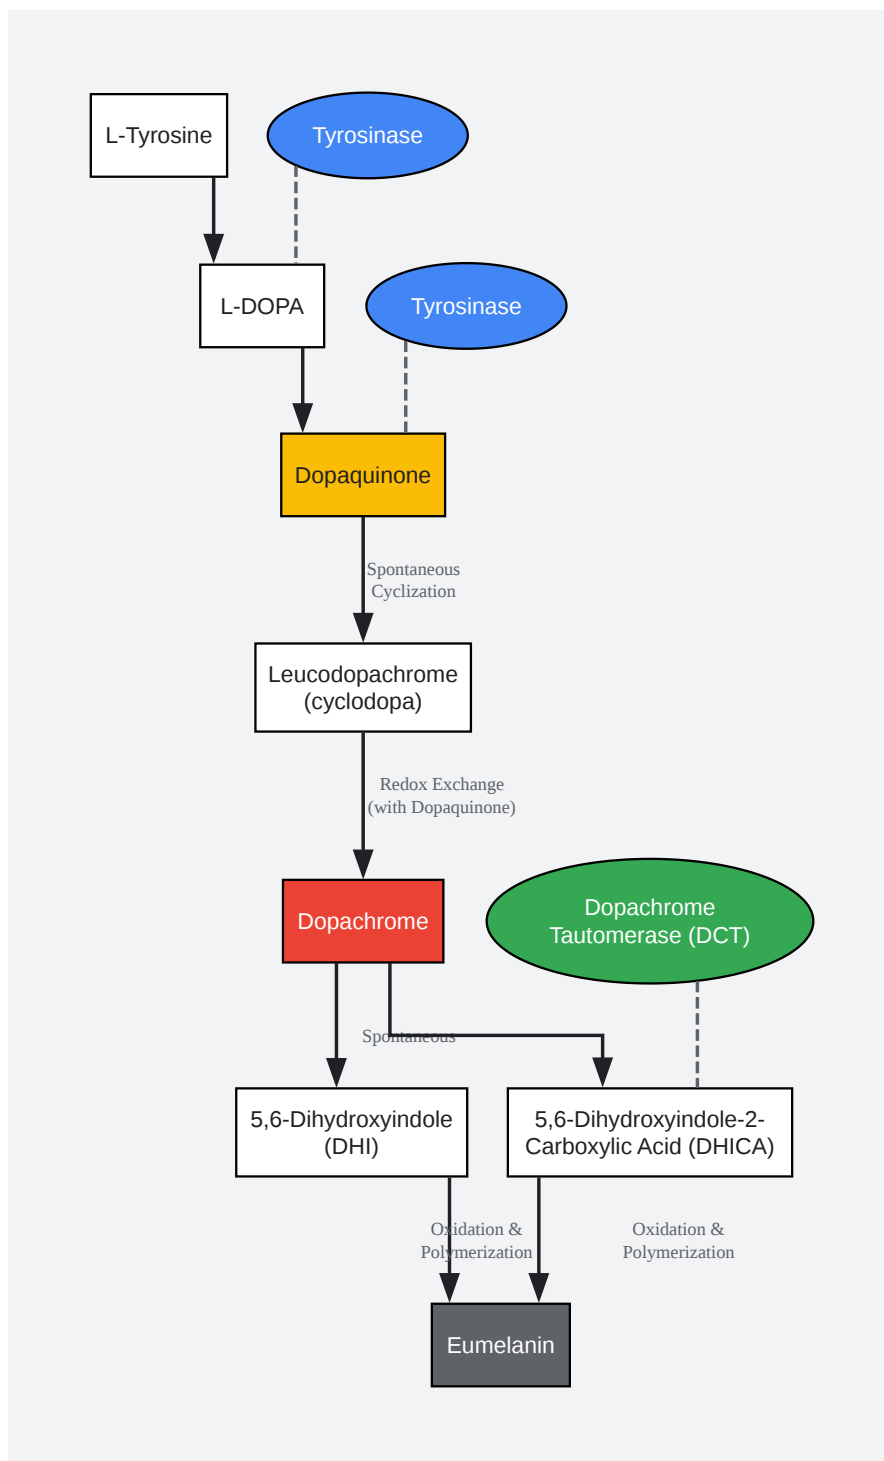 L-Tyrosine
Tyrosinase
L-DOPA
Tyrosinase
Dopaquinone
Spontaneous
Cyclization
Leucodopachrome
(cyclodopa)
Redox Exchange
(with Dopaquinone)
Dopachrome
Dopachrome
Tautomerase (DCT)
Spontaneous
5,6-Dihydroxyindole
(DHI)
5,6-Dihydroxyindole-2-
Carboxylic Acid (DHICA)
Oxidation &
Polymerization
Oxidation &
Polymerization
Eumelanin